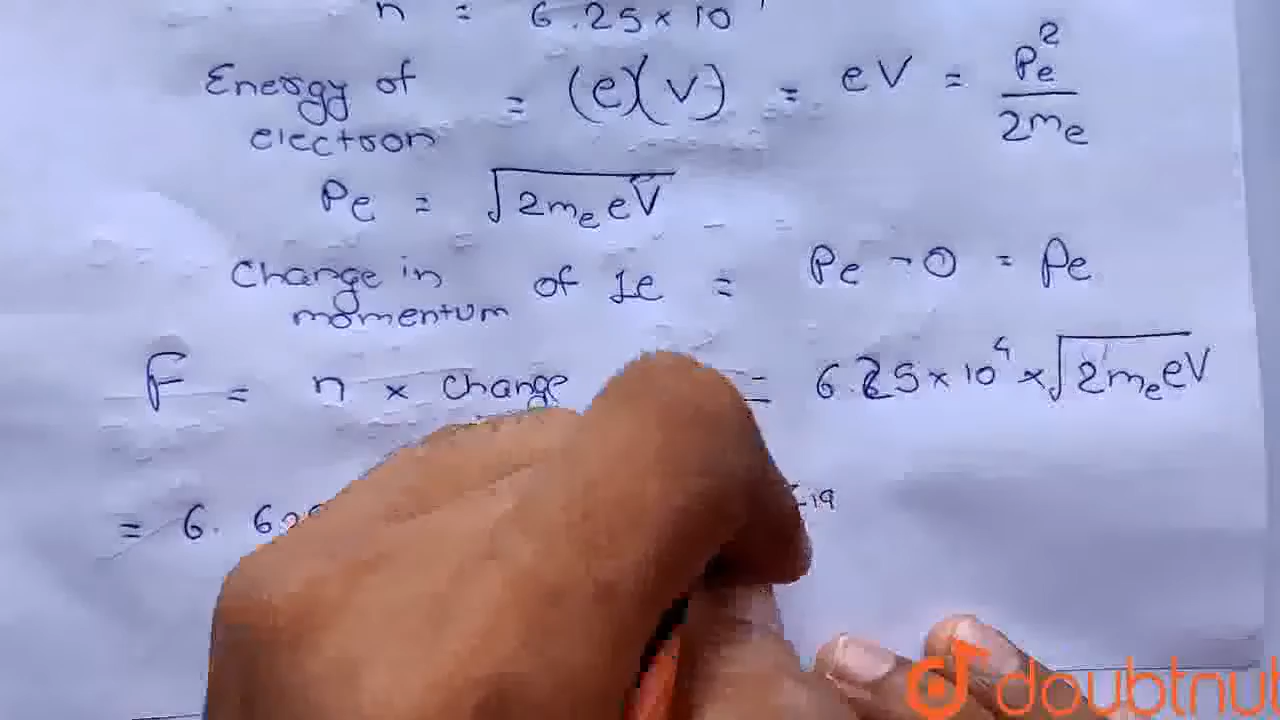 n = 6.25 × 10
Energy of electron = (e)(V) = eV = Pe²/2me
Pe = √2meeV
Change in momentum of 1e = Pe - 0 = Pe
F = n × change = 6.25 × 10⁴ × √2meeV
= 6. -19
doubtnut